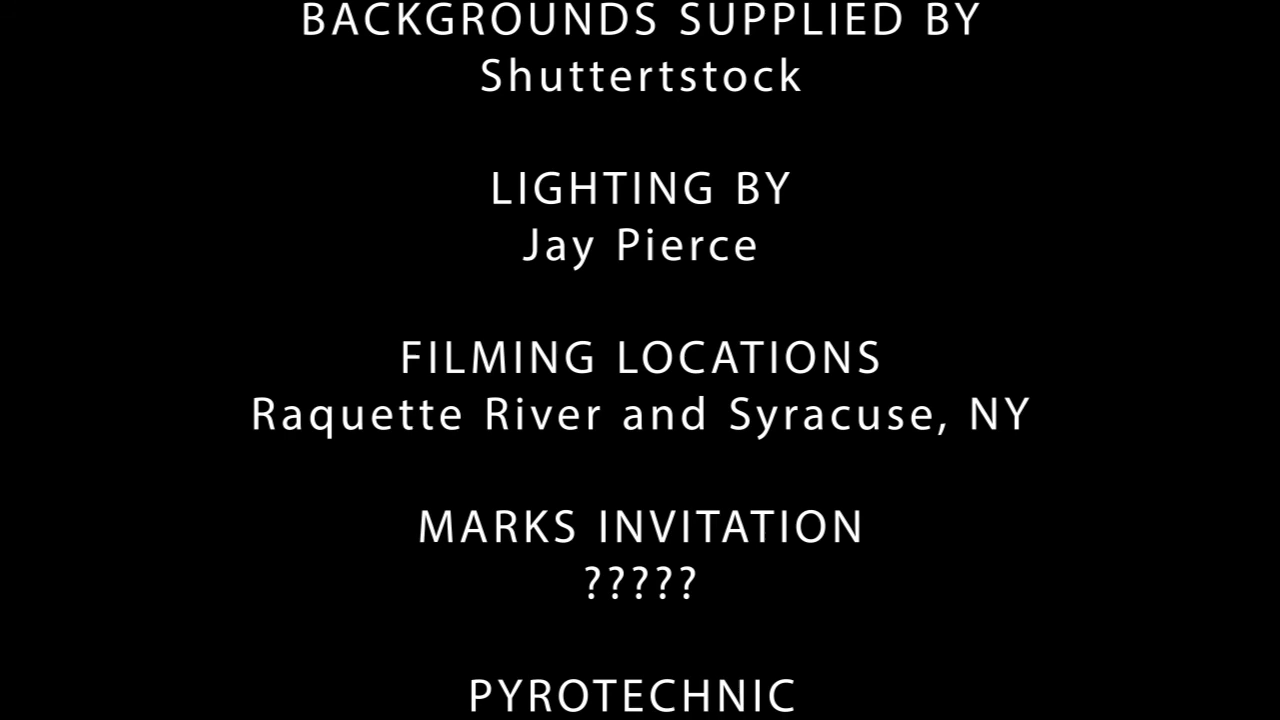 BACKGROUNDS SUPPLIED BY
Shuttertstock
LIGHTING BY
Jay Pierce
FILMING LOCATIONS
Raquette River and Syracuse, NY
MARKS INVITATION
?????
PYROTECHNIC